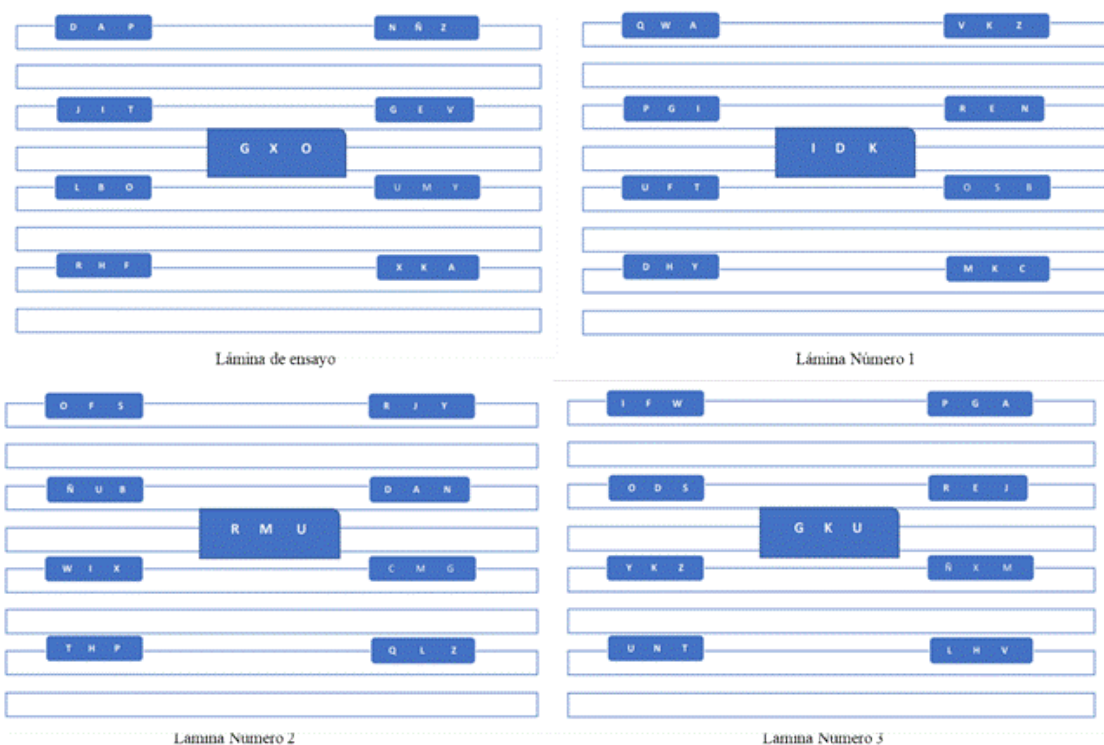 D A P
N Ñ Z
J I T
G E V
G X O
L B O
U M Y
R H F
X K A
Lámina de ensayo
Q W A
V K Z
P G I
R E N
I D K
U F T
O S B
D H Y
M K C
Lámina Número 1
O F S
R J Y
Ñ U B
D A N
R M U
W I X
C M G
T H P
Q L Z
Lamina Numero 2
I F W
P G A
O D S
R E J
G K U
Y K Z
Ñ X M
U N T
L H V
Lamina Numero 3